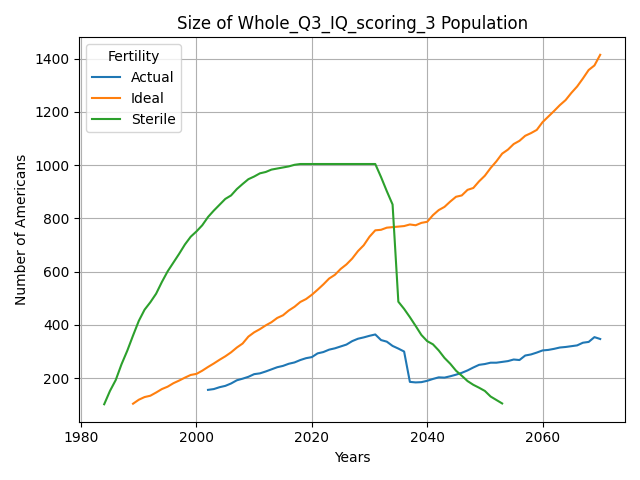 Size of Whole_Q3_IQ_scoring_3 Population
Fertility
Actual
Ideal
Sterile
Number of Americans
1400
1200
1000
800
600
400
200
1980 2000 2020 2040 2060
Years